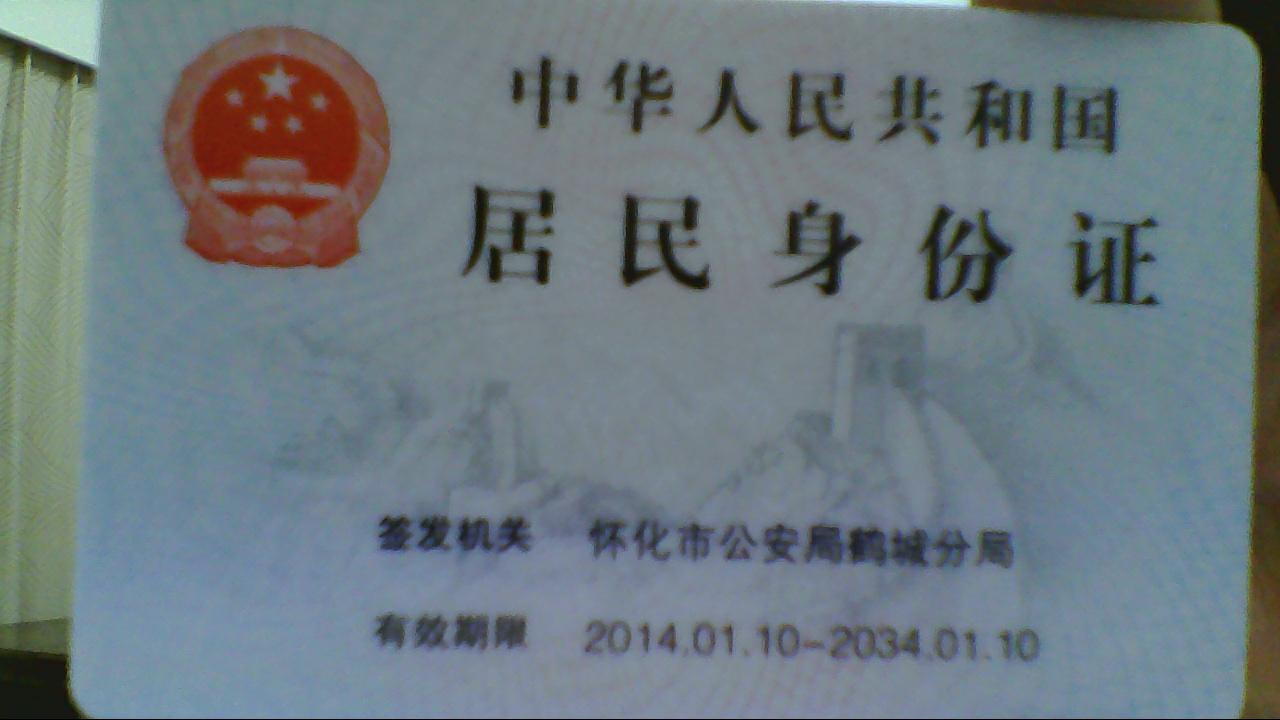 中华人民共和国
居民身份证
签发机关 怀化市公安局鹤城分局
有效期限 2014.01.10-2034.01.10